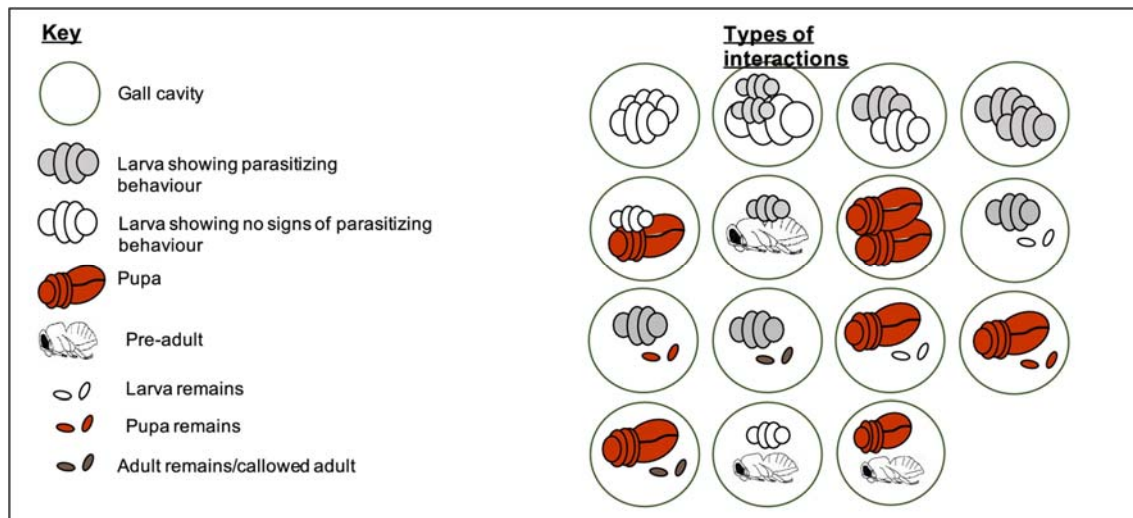 Key
Gall cavity
Larva showing parasitizing
behaviour
Larva showing no signs of parasitizing
behaviour
Pupa
Pre-adult
Larva remains
Pupa remains
Adult remains/callowed adult
Types of
interactions